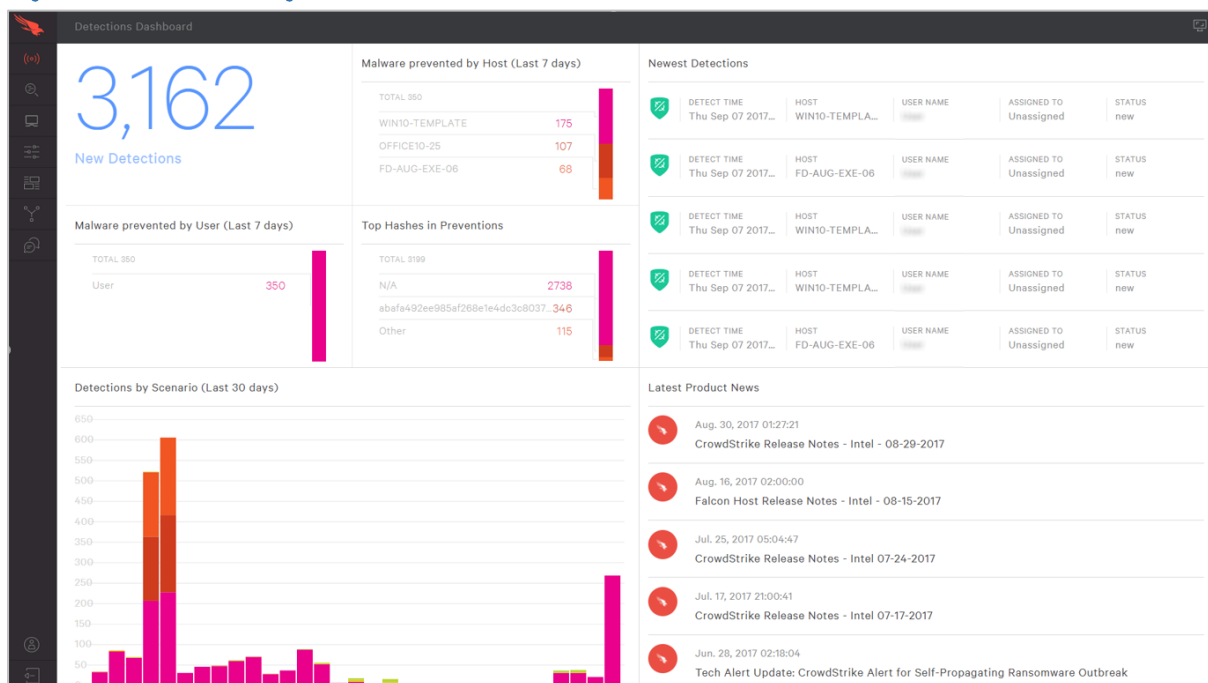 Detections Dashboard
3,162
New Detections
Malware prevented by Host (Last 7 days)
TOTAL 350
WIN10-TEMPLATE 175
OFFICE10-25 107
FD-AUG-EXE-06 68
Malware prevented by User (Last 7 days)
TOTAL 350
User 350
Top Hashes in Preventions
TOTAL 3199
N/A 2738
abafa492ee985af268e1e4dc3c8037... 346
Other 115
Newest Detections
DETECT TIME HOST USER NAME ASSIGNED TO STATUS
Thu Sep 07 2017... WIN10-TEMPLA... Unassigned new
DETECT TIME HOST USER NAME ASSIGNED TO STATUS
Thu Sep 07 2017... FD-AUG-EXE-06 Unassigned new
DETECT TIME HOST USER NAME ASSIGNED TO STATUS
Thu Sep 07 2017... WIN10-TEMPLA... Unassigned new
DETECT TIME HOST USER NAME ASSIGNED TO STATUS
Thu Sep 07 2017... WIN10-TEMPLA... Unassigned new
DETECT TIME HOST USER NAME ASSIGNED TO STATUS
Thu Sep 07 2017... FD-AUG-EXE-06 Unassigned new
Detections by Scenario (Last 30 days)
650
600
550
500
450
400
350
300
250
200
150
100
50
Latest Product News
Aug. 30, 2017 01:27:21
CrowdStrike Release Notes - Intel - 08-29-2017
Aug. 16, 2017 02:00:00
Falcon Host Release Notes - Intel - 08-15-2017
Jul. 25, 2017 05:04:47
CrowdStrike Release Notes - Intel 07-24-2017
Jul. 17, 2017 21:00:41
CrowdStrike Release Notes - Intel 07-17-2017
Jun. 28, 2017 02:18:04
Tech Alert Update: CrowdStrike Alert for Self-Propagating Ransomware Outbreak